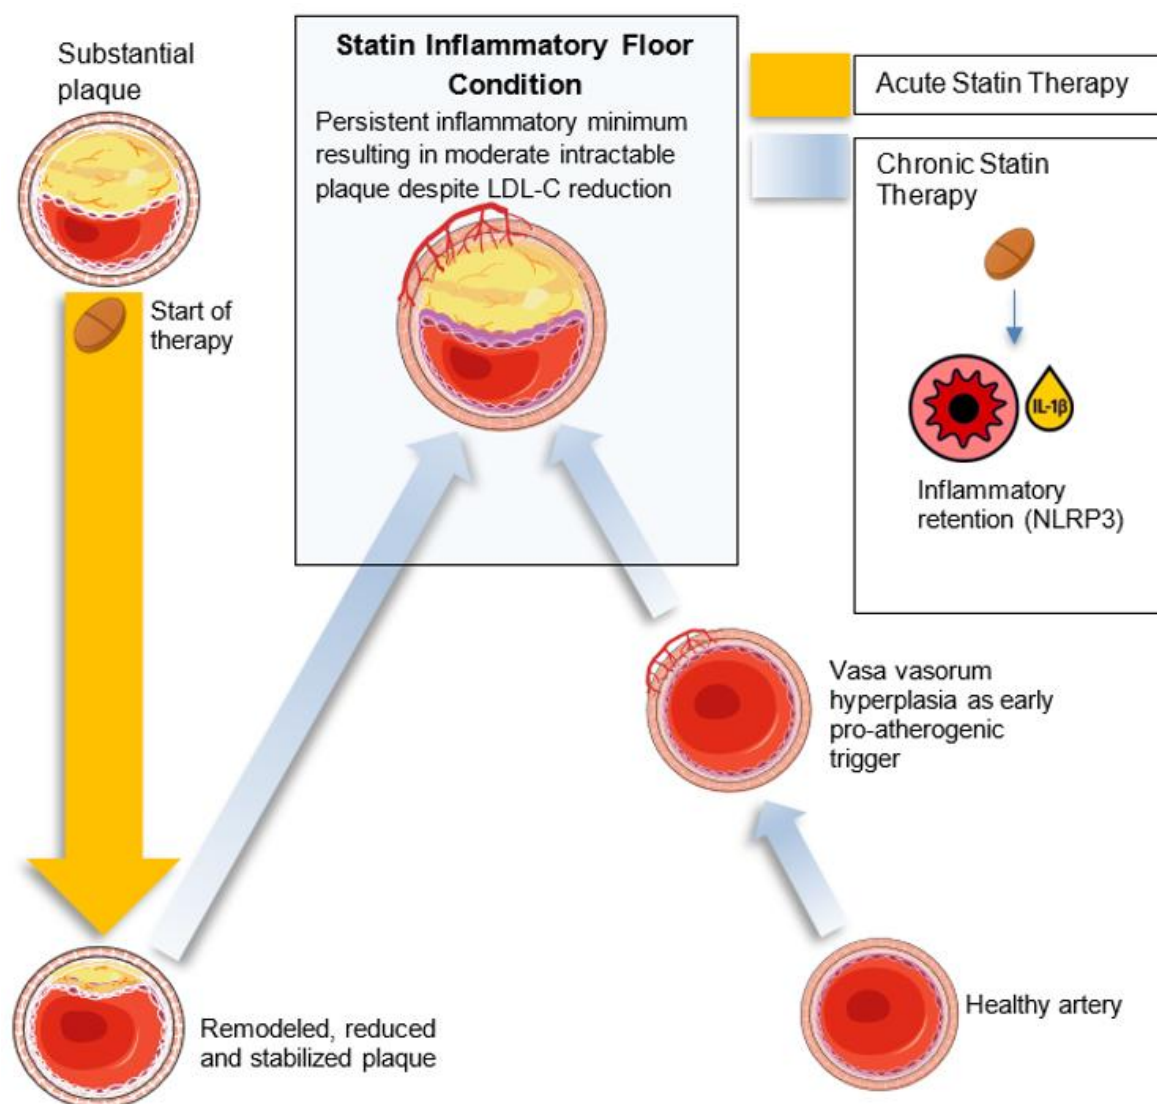 Substantial
plaque
Start of
therapy
Statin Inflammatory Floor
Condition
Persistent inflammatory minimum
resulting in moderate intractable
plaque despite LDL-C reduction
Acute Statin Therapy
Chronic Statin
Therapy
IL-1β
Inflammatory
retention (NLRP3)
Vasa vasorum
hyperplasia as early
pro-atherogenic
trigger
Healthy artery
Remodeled, reduced
and stabilized plaque